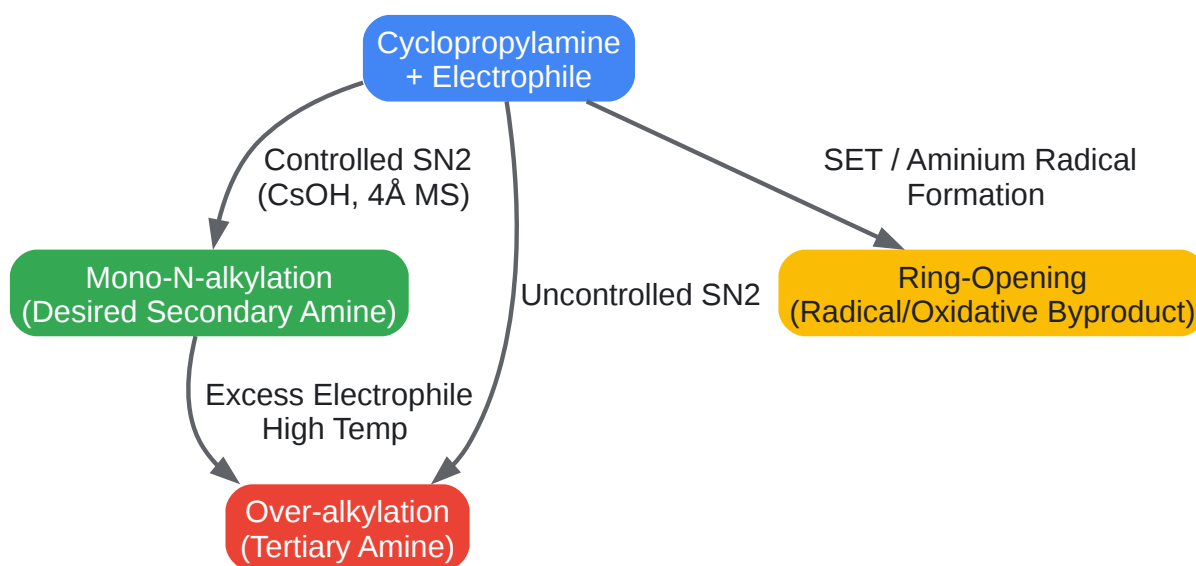 Cyclopropylamine
+ Electrophile
Controlled SN2
(CsOH, 4Å MS)
SET / Aminium Radical
Formation
Mono-N-alkylation
(Desired Secondary Amine)
Uncontrolled SN2
Ring-Opening
(Radical/Oxidative Byproduct)
Excess Electrophile
High Temp
Over-alkylation
(Tertiary Amine)